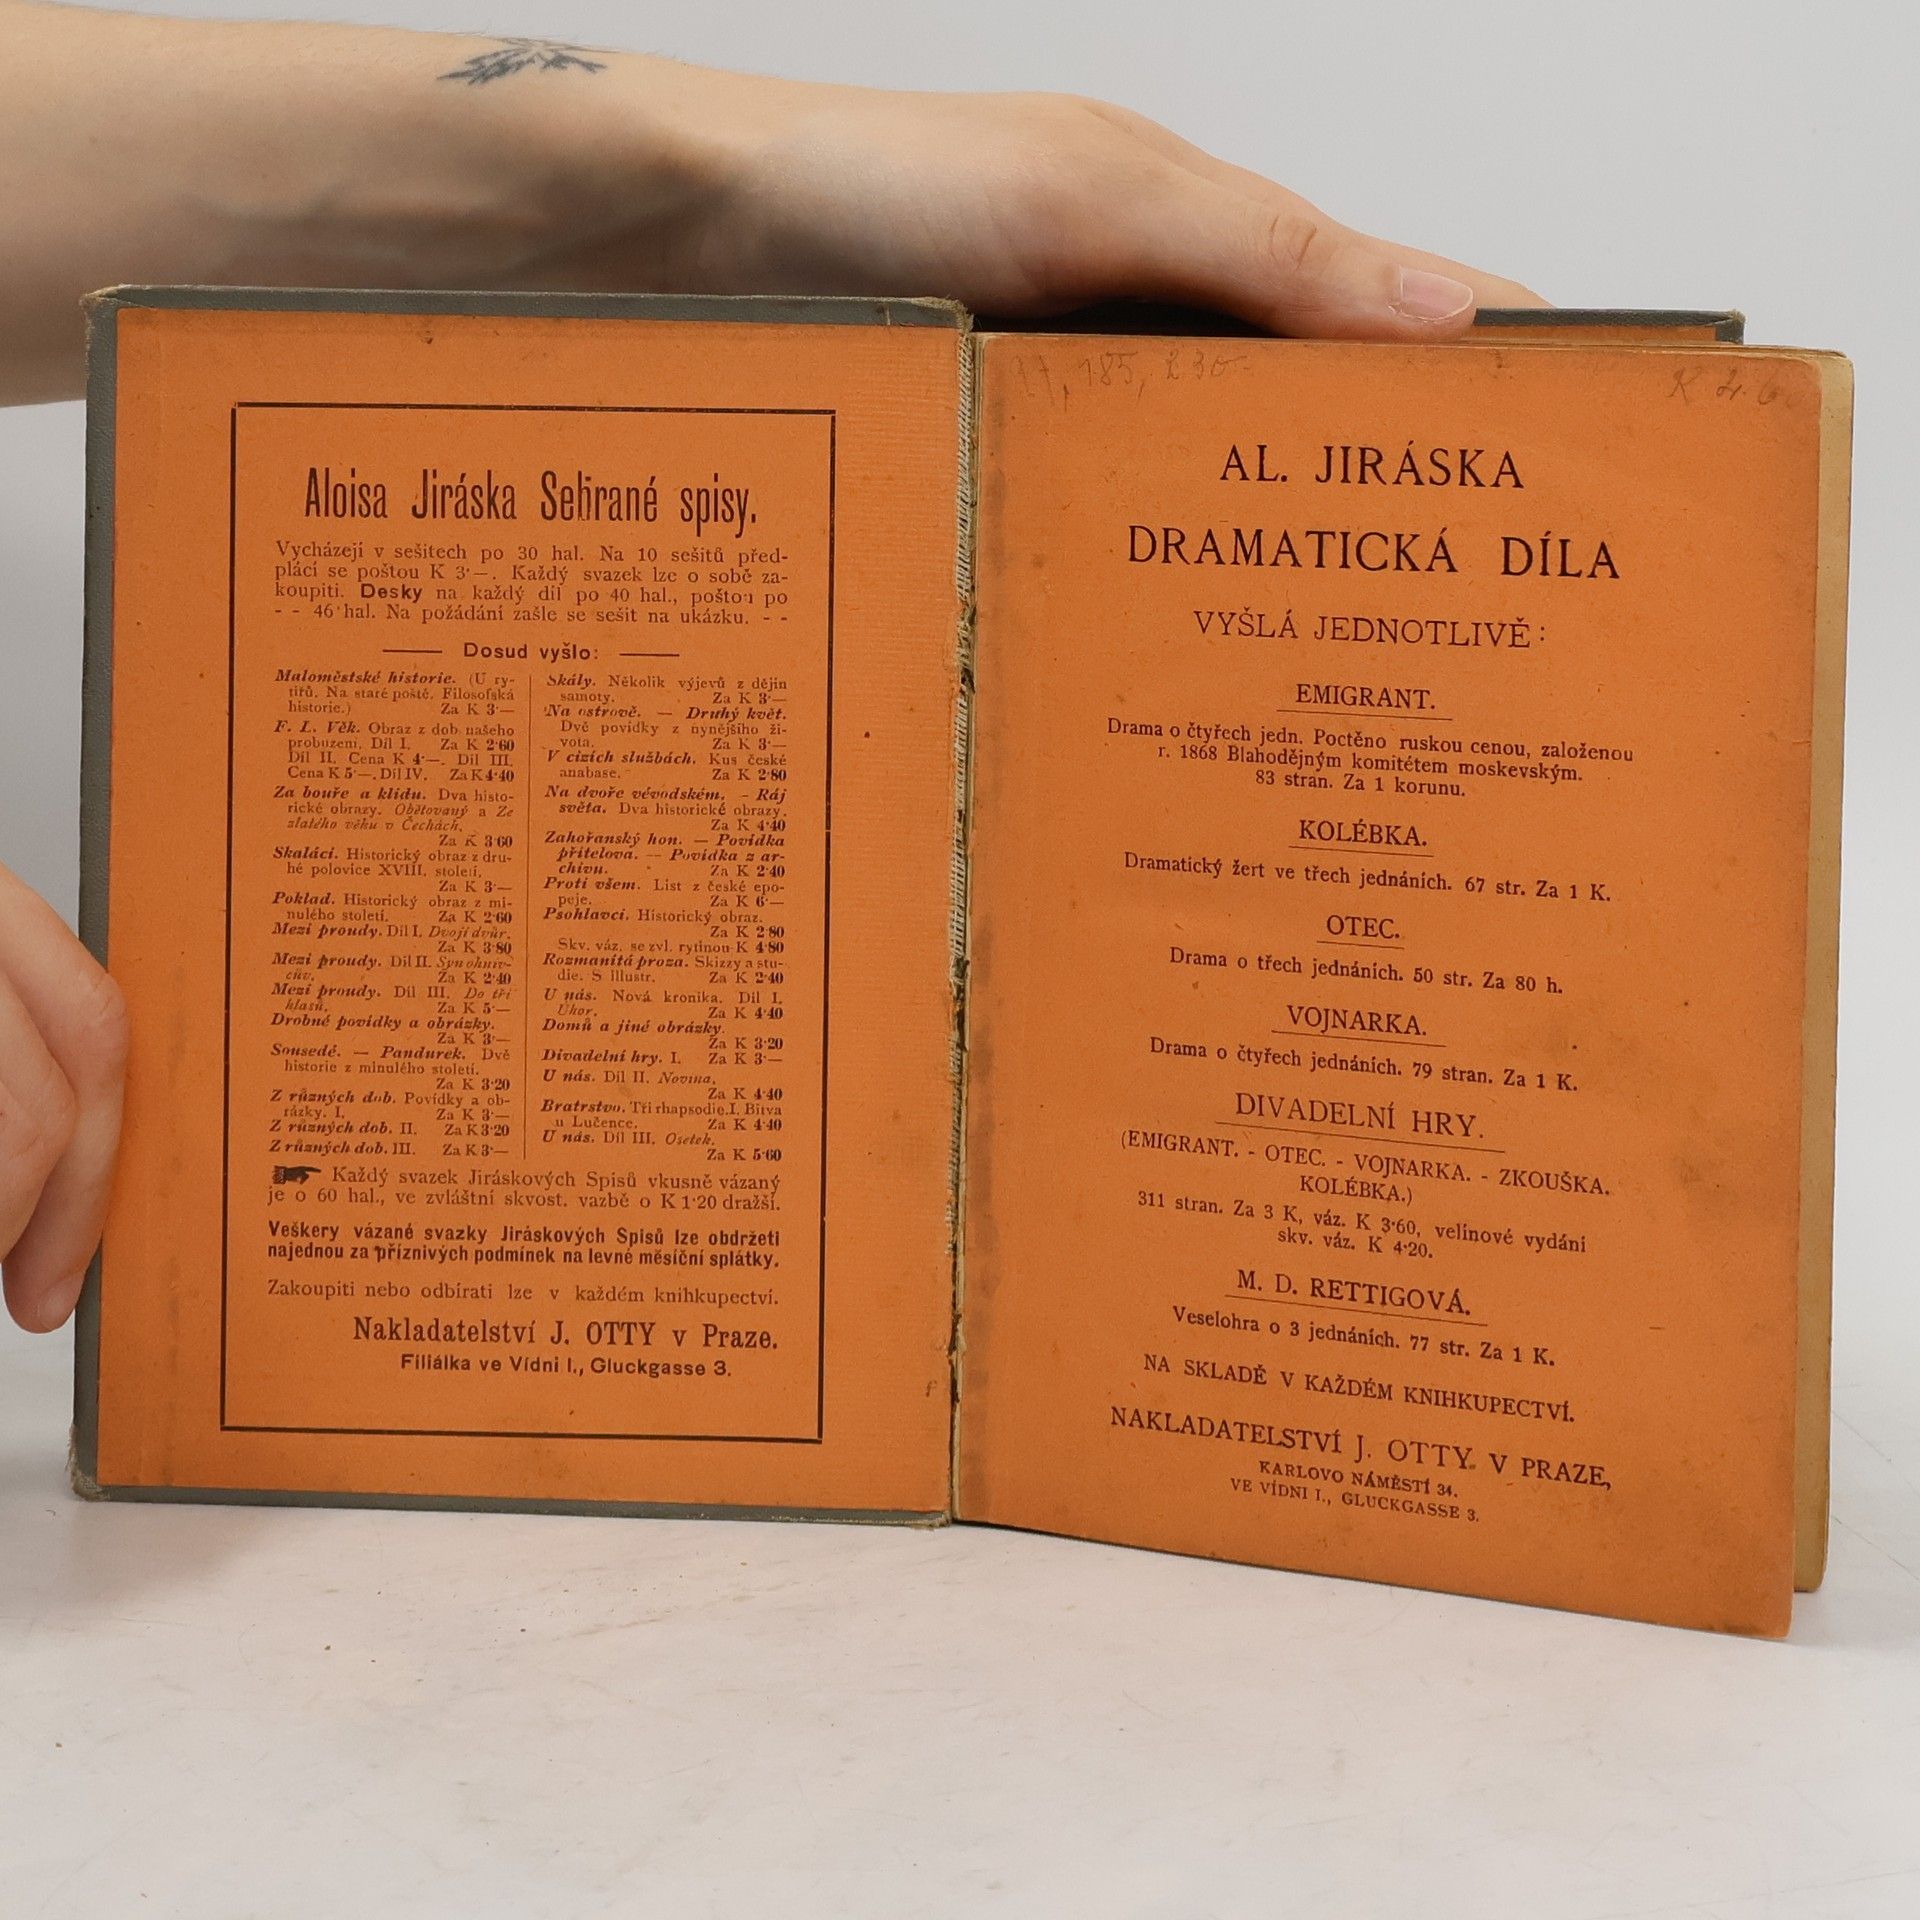 Aloisa Jiráska Sebrané spisy.
Vycházejí v sešitech po 30 hal. Na 10 sešitů před-
plácí se poštou K 3·—. Každý svazek lze o sobě za-
koupiti. Desky na každý díl po 40 hal., poštou po
- - 46 hal. Na požádání zašle se sešit na ukázku. - -
Dosud vyšlo:
Maloměstské historie. (U ry-
tířů. Na staré poště. Filosofská
historie.) Za K 3·—
F. L. Věk. Obraz z dob našeho
probuzení. Díl I. Za K 2·60
Díl II. Cena K 4·—. Díl III.
Cena K 5·—. Díl IV. Za K 4·40
Za bouře a klidu. Dva histo-
rické obrazy. Obětovaný a Ze
zlatého věku v Čechách.
Za K 3·60
Skaláci. Historický obraz z dru-
hé polovice XVIII. století.
Za K 3·—
Poklad. Historický obraz z mi-
nulého století. Za K 2·60
Mezi proudy. Díl I. Dvojí dvůr.
Za K 3·80
Mezi proudy. Díl II. Syn ohniv-
cův. Za K 2·40
Mezi proudy. Díl III. Do tří
hlasů. Za K 5·—
Drobné povídky a obrázky.
Za K 3·—
Sousedé. — Pandurek. Dvě
historie z minulého století.
Za K 3·20
Z různých dob. Povídky a ob-
rázky. I. Za K 3·—
Z různých dob. II. Za K 3·20
Z různých dob. III. Za K 3·—
Skály. Několik výjevů z dějin
samoty. Za K 3·—
Na ostrově. — Druhý květ.
Dvě povídky z nynějšího ži-
vota. Za K 3·—
V cizích službách. Kus české
anabase. Za K 2·80
Na dvoře vévodském. - Ráj
světa. Dva historické obrazy.
Za K 4·40
Zahořanský hon. — Povídka
přítelova. — Povídka z ar-
chivu. Za K 2·40
Proti všem. List z české epo-
peje. Za K 6·—
Psohlavci. Historický obraz.
Za K 2·80
Skv. váz. se zvl. rytinou K 4·80
Rozmanitá prosa. Skizzy a stu-
die. S illustr. Za K 2·40
U nás. Nová kronika. Díl I.
Úhor. Za K 4·40
Domů a jiné obrázky.
Za K 3·20
Divadelní hry. I. Za K 3·—
U nás. Díl II. Novina.
Za K 4·40
Bratrstvo. Tři rhapsodie. I. Bitva
u Lučence. Za K 4·40
U nás. Díl III. Osetek.
Za K 5·60
Každý svazek Jiráskových Spisů vkusně vázaný
je o 60 hal., ve zvláštní skvost. vazbě o K 1·20 dražší.
Veškery vázané svazky Jiráskových Spisů lze obdržeti
najednou za příznivých podmínek na levné měsíční splátky.
Zakoupiti nebo odbírati lze v každém knihkupectví.
Nakladatelství J. OTTY v Praze.
Filiálka ve Vídni I., Gluckgasse 3.
185, 230-
AL. JIRÁSKA
DRAMATICKÁ DÍLA
VYŠLÁ JEDNOTLIVĚ:
EMIGRANT.
Drama o čtyřech jedn. Poctěno ruskou cenou, založenou
r. 1868 Blahodějným komitétem moskevským.
83 stran. Za 1 korunu.
KOLÉBKA.
Dramatický žert ve třech jednáních. 67 str. Za 1 K.
OTEC.
Drama o třech jednáních. 50 str. Za 80 h.
VOJNARKA.
Drama o čtyřech jednáních. 79 stran. Za 1 K.
DIVADELNÍ HRY.
(EMIGRANT. - OTEC. - VOJNARKA. - ZKOUŠKA.
KOLÉBKA.)
311 stran. Za 3 K, váz. K 3·60, velínové vydání
skv. váz. K 4·20.
M. D. RETTIGOVÁ.
Veselohra o 3 jednáních. 77 str. Za 1 K.
NA SKLADĚ V KAŽDÉM KNIHKUPECTVÍ.
NAKLADATELSTVÍ J. OTTY V PRAZE,
KARLOVO NÁMĚSTÍ 34.
VE VÍDNI I., GLUCKGASSE 3.